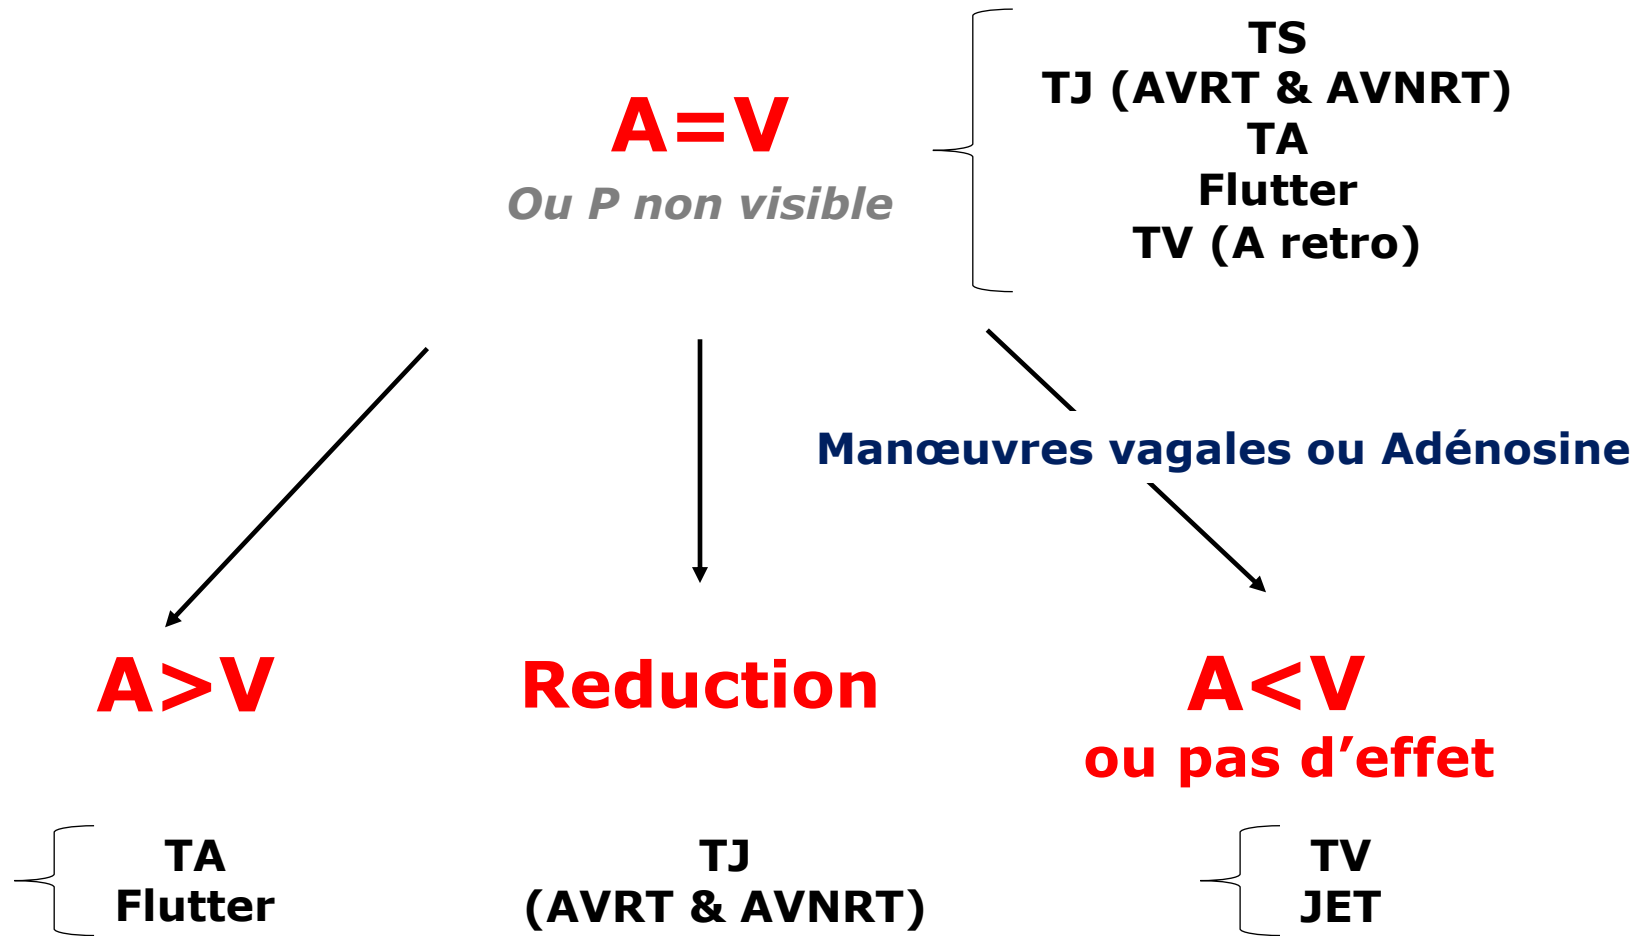 TS
TJ (AVRT & AVNRT)
TA
Flutter
TV (A retro)
A=V
Ou P non visible
Manœuvres vagales ou Adénosine
A>V
Reduction
A<V
ou pas d’effet
TA
Flutter
TJ
(AVRT & AVNRT)
TV
JET